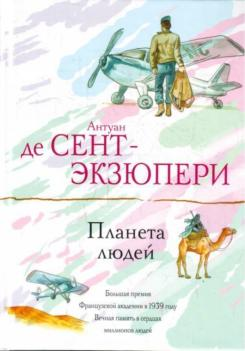 Антуан
де СЕНТ-
ЭКЗЮПЕРИ
Планета
людей
Большая премия
Французской академии в 1939 году
Вечная память в сердцах
миллионов людей